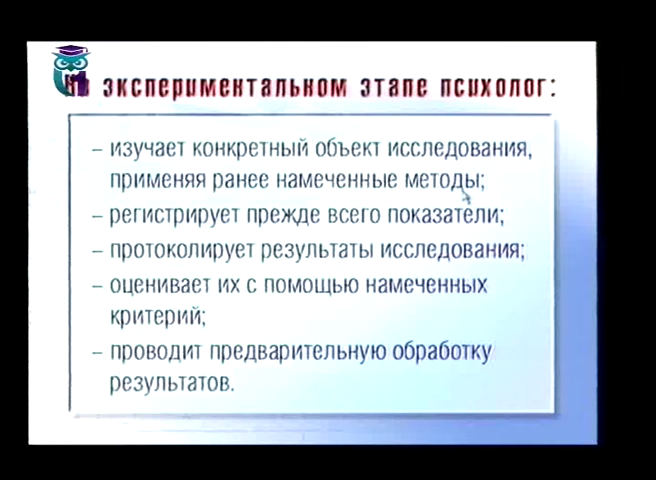 экспериментальном этапе психолог:
– изучает конкретный объект исследования,
применяя ранее намеченные методы;
– регистрирует прежде всего показатели;
– протоколирует результаты исследования;
– оценивает их с помощью намеченных
критерий;
– проводит предварительную обработку
результатов.